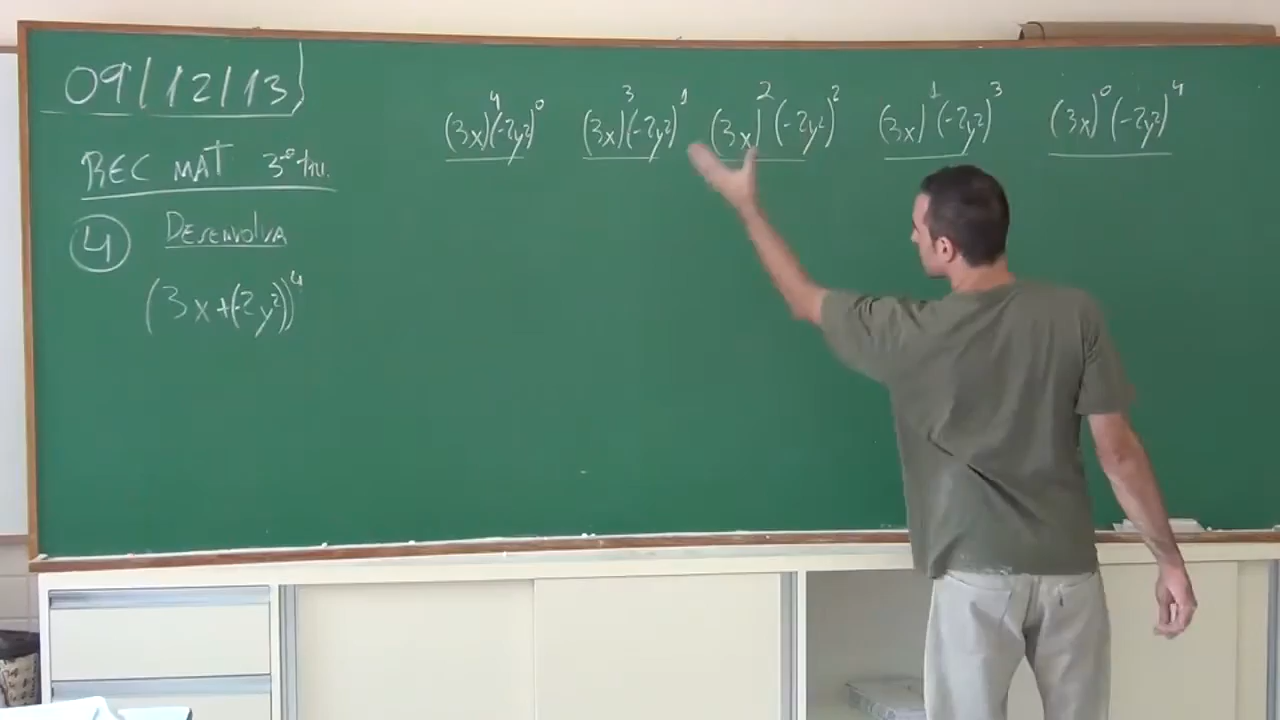 09/12/13
REC MAT 3º tri.
4 Desenvolva
(3x+(-2y²))⁴
(3x)⁴(-2y²)⁰ (3x)³(-2y²)¹ (3x)²(-2y²)² (3x)¹(-2y²)³ (3x)⁰(-2y²)⁴